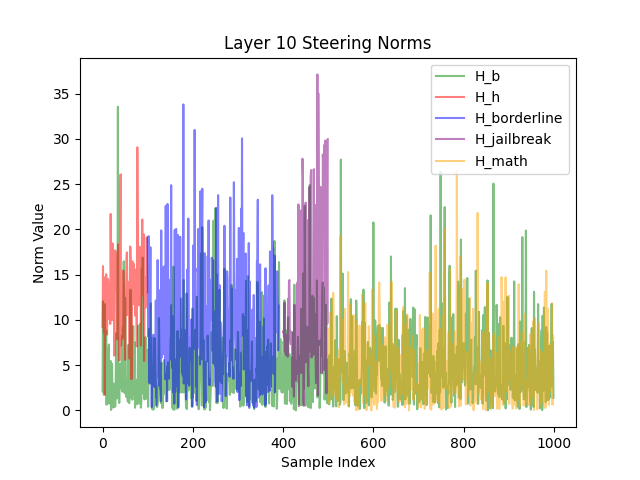 Layer 10 Steering Norms
H_b
H_h
H_borderline
H_jailbreak
H_math
Norm Value
35
30
25
20
15
10
5
0
0 200 400 600 800 1000
Sample Index